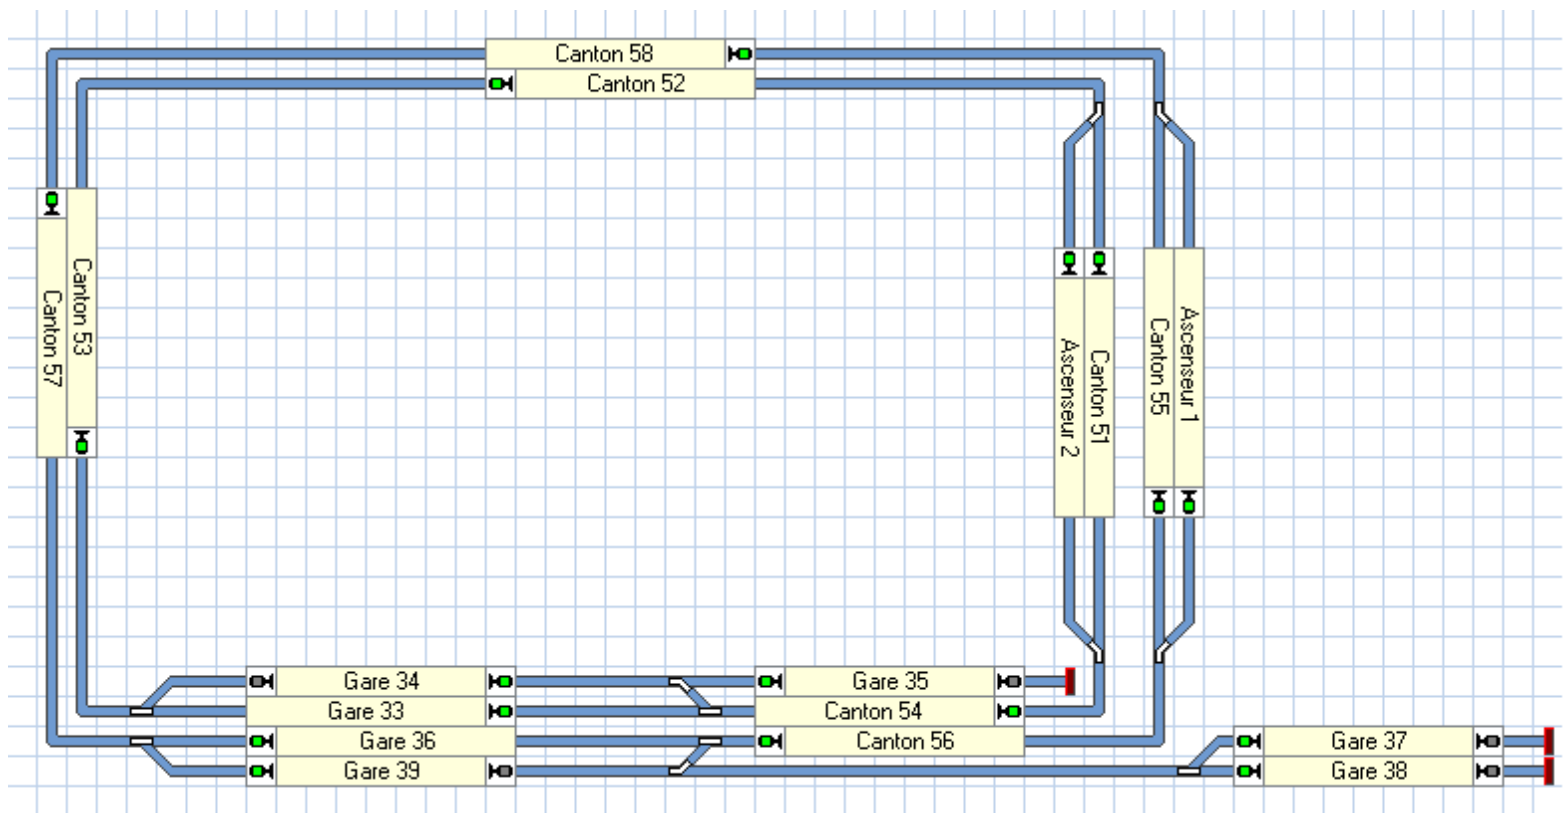 Canton 58
Canton 52
Canton 53
Canton 57
Ascenseur 2
Canton 51
Canton 55
Ascenseur 1
Gare 34
Gare 35
Gare 33
Canton 54
Gare 36
Canton 56
Gare 37
Gare 39
Gare 38